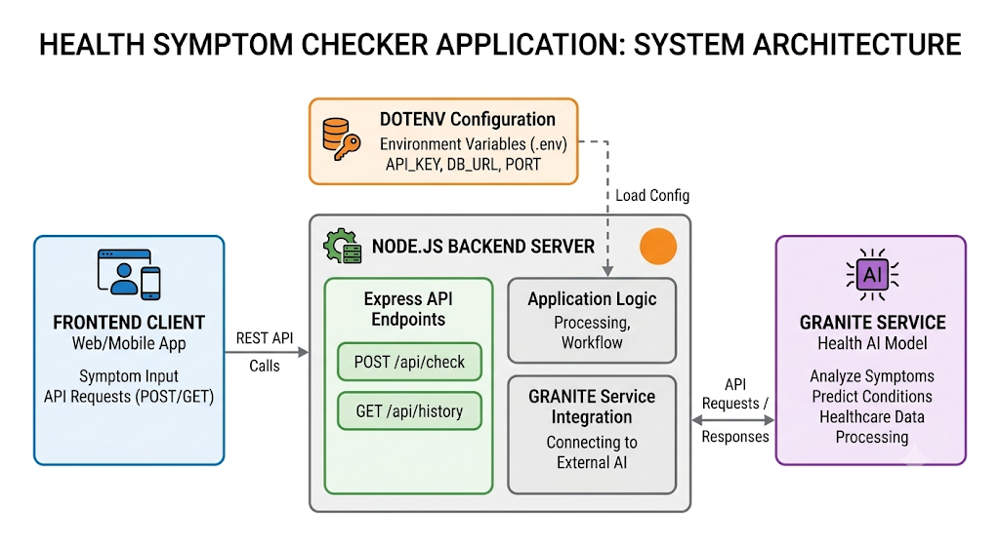 HEALTH SYMPTOM CHECKER APPLICATION: SYSTEM ARCHITECTURE
DOTENV Configuration
Environment Variables (.env)
API_KEY, DB_URL, PORT
Load Config
FRONTEND CLIENT
Web/Mobile App
Symptom Input
API Requests (POST/GET)
REST API
Calls
NODE.JS BACKEND SERVER
Express API
Endpoints
POST /api/check
GET /api/history
Application Logic
Processing,
Workflow
GRANITE Service
Integration
Connecting to
External AI
API
Requests /
Responses
AI
GRANITE SERVICE
Health AI Model
Analyze Symptoms
Predict Conditions
Healthcare Data
Processing